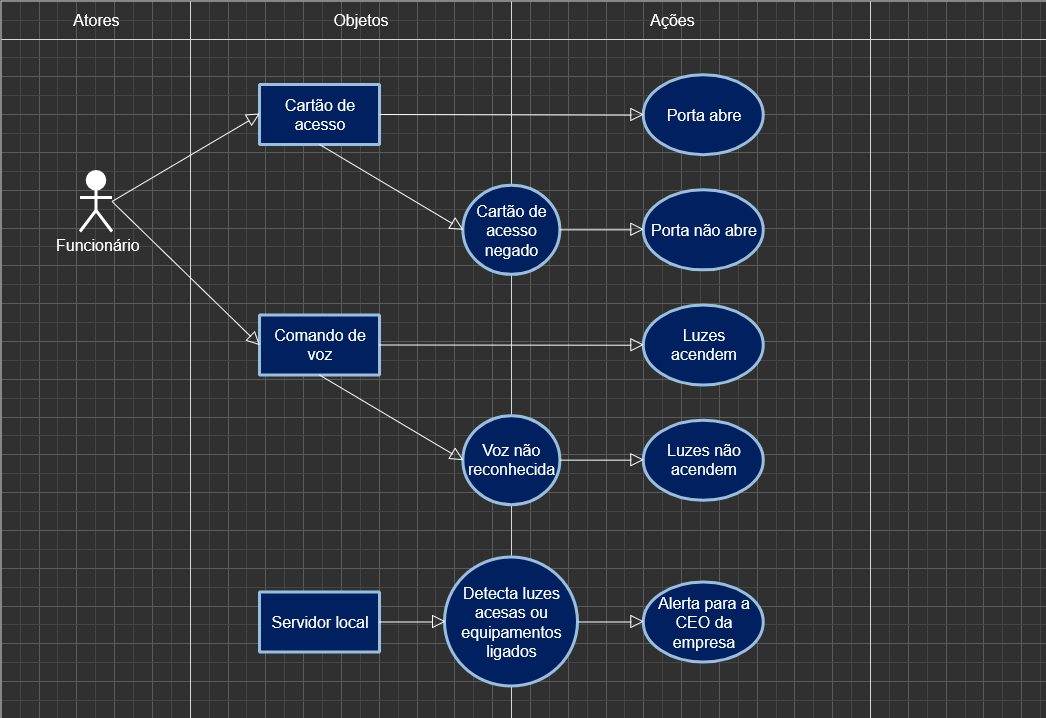 Atores
Objetos
Ações
Cartão de
acesso
Porta abre
Cartão de
acesso
negado
Porta não abre
Funcionário
Comando de
voz
Luzes
acendem
Voz não
reconhecida
Luzes não
acendem
Servidor local
Detecta luzes
acesas ou
equipamentos
ligados
Alerta para a
CEO da
empresa